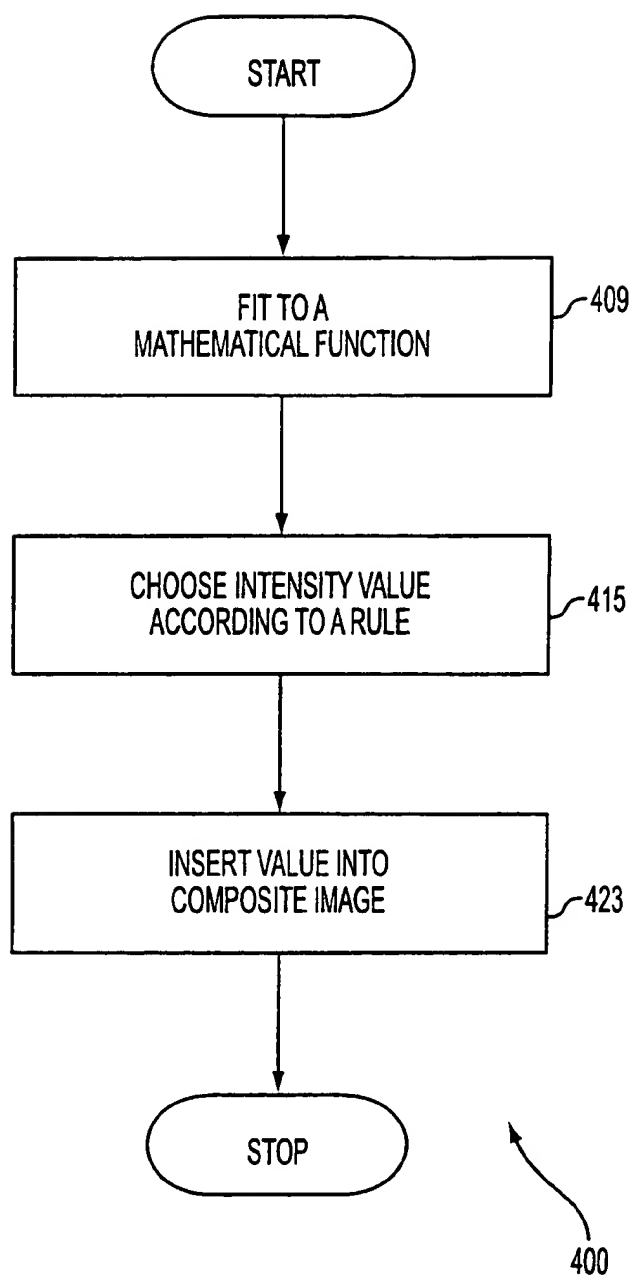 START
FIT TO A
MATHEMATICAL FUNCTION
409
CHOOSE INTENSITY VALUE
ACCORDING TO A RULE
415
INSERT VALUE INTO
COMPOSITE IMAGE
423
STOP
400